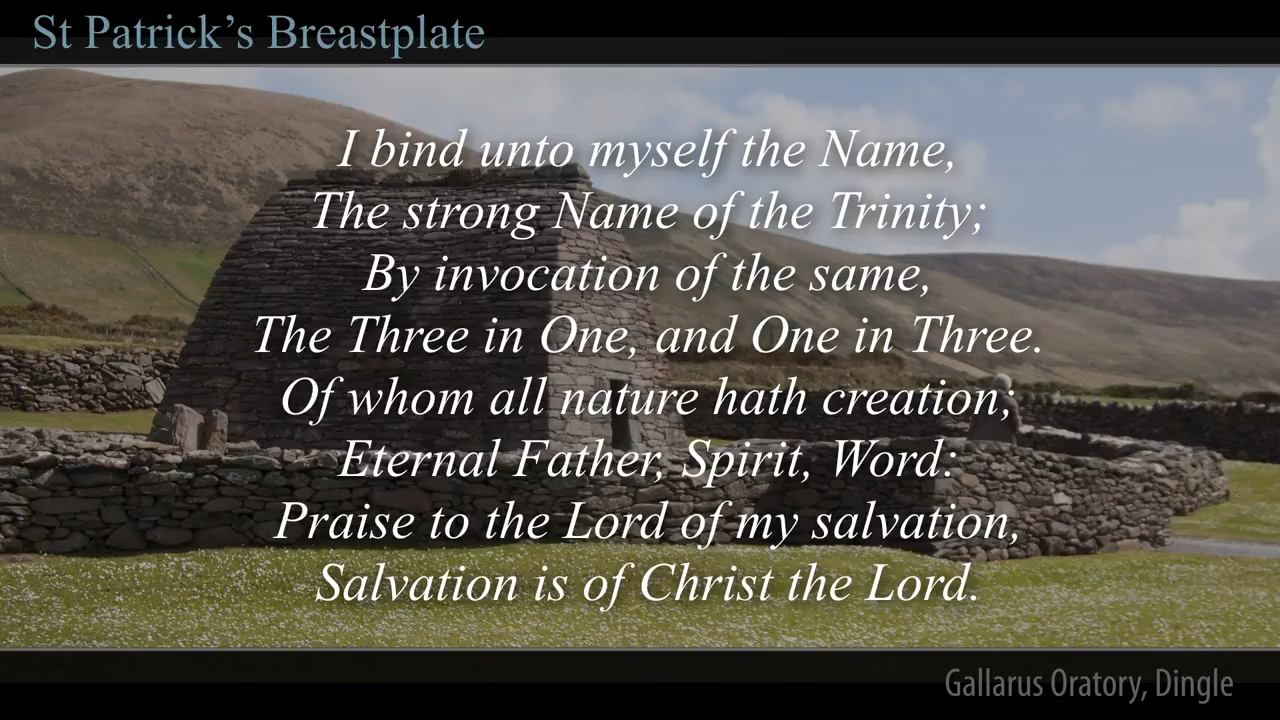 St Patrick’s Breastplate
I bind unto myself the Name,
The strong Name of the Trinity;
By invocation of the same,
The Three in One, and One in Three.
Of whom all nature hath creation;
Eternal Father, Spirit, Word:
Praise to the Lord of my salvation,
Salvation is of Christ the Lord.
Gallarus Oratory, Dingle